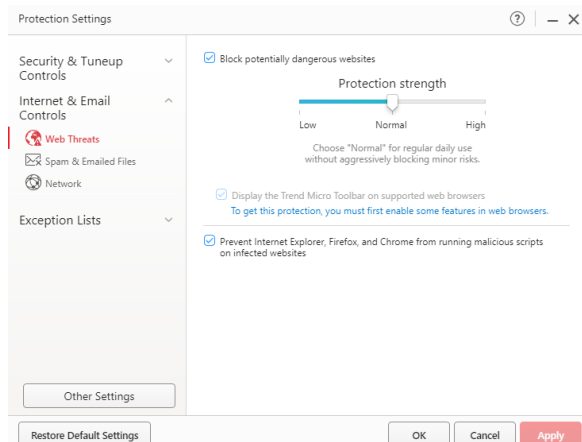 Protection Settings
?
Security & Tuneup
Controls
Internet & Email
Controls
Web Threats
Spam & Emailed Files
Network
Exception Lists
Other Settings
Block potentially dangerous websites
Protection strength
Low Normal High
Choose "Normal" for regular daily use
without aggressively blocking minor risks.
Display the Trend Micro Toolbar on supported web browsers
To get this protection, you must first enable some features in web browsers.
Prevent Internet Explorer, Firefox, and Chrome from running malicious scripts
on infected websites
Restore Default Settings
OK
Cancel
Apply